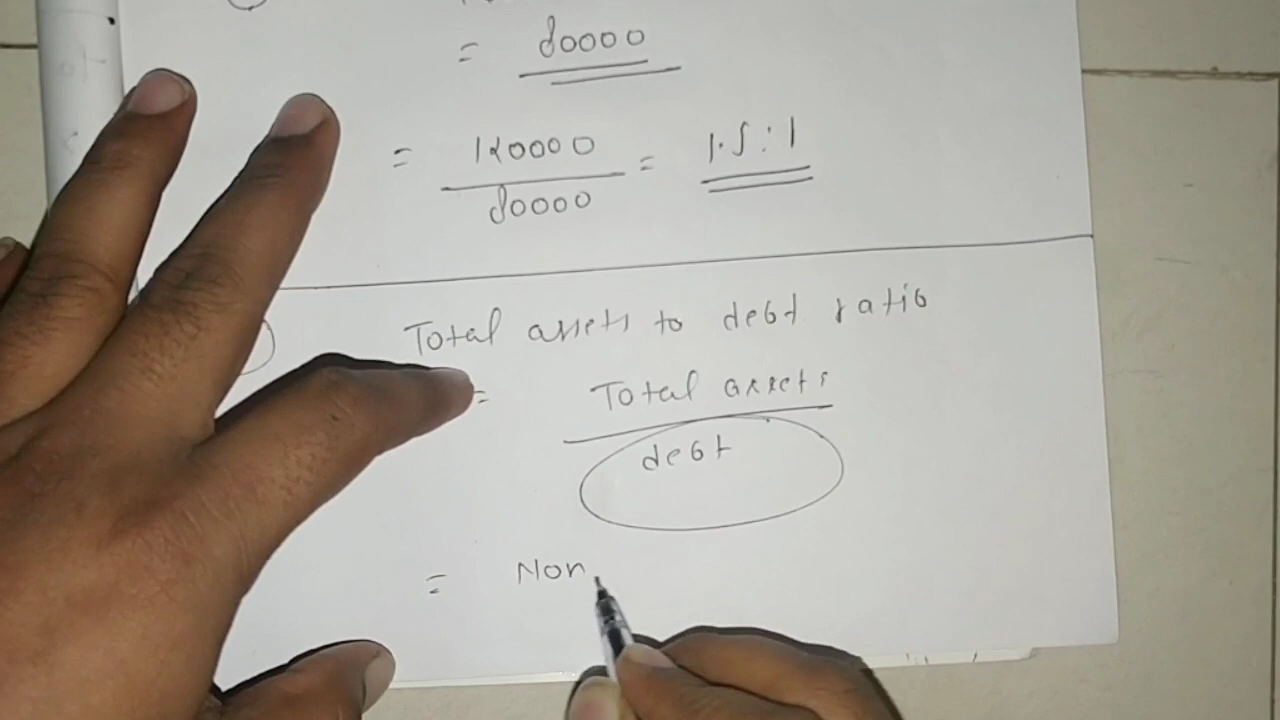 = 80000
= 120000 / 80000 = 1.5 : 1
Total assets to debt ratio
= Total assets / debt
= Non